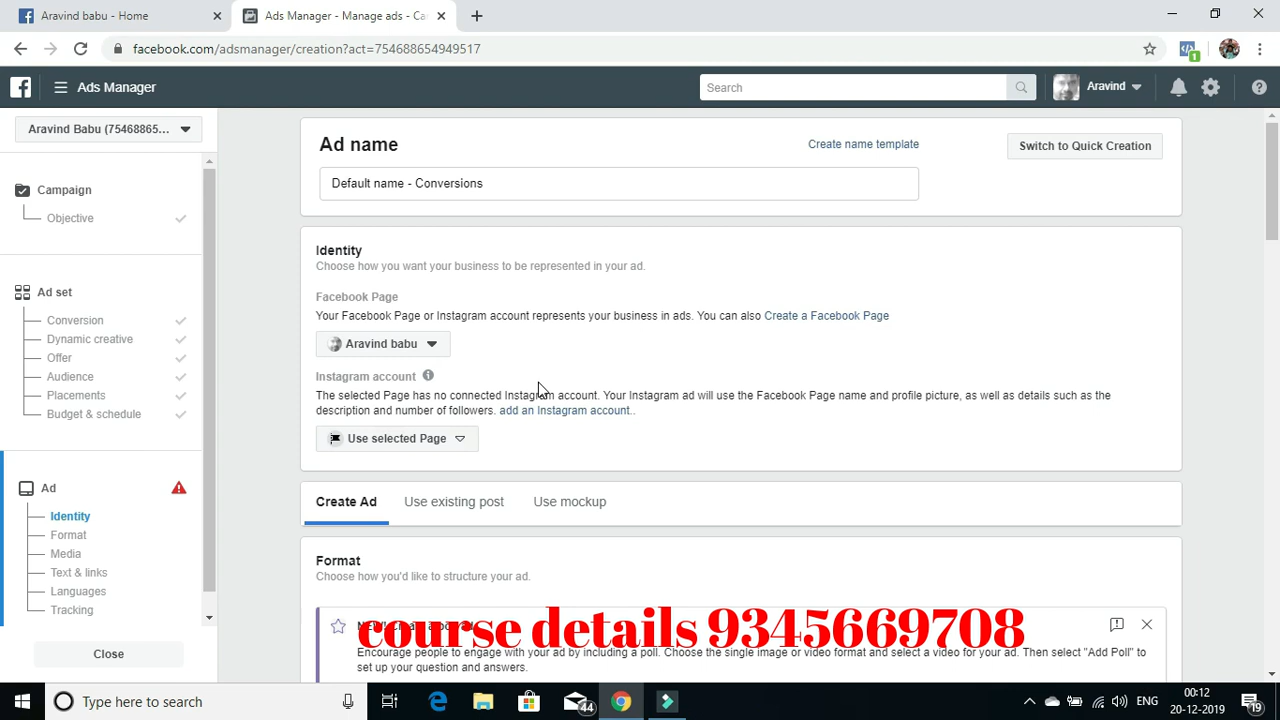 Aravind babu - Home
Ads Manager - Manage ads - Ca
facebook.com/adsmanager/creation?act=754688654949517
1
Ads Manager
Search
Aravind
Aravind Babu (75468865...
Campaign
Objective
Ad set
Conversion
Dynamic creative
Offer
Audience
Placements
Budget & schedule
Ad
Identity
Format
Media
Text & links
Languages
Tracking
Close
Ad name
Create name template
Switch to Quick Creation
Default name - Conversions
Identity
Choose how you want your business to be represented in your ad.
Facebook Page
Your Facebook Page or Instagram account represents your business in ads. You can also Create a Facebook Page
Aravind babu
Instagram account
The selected Page has no connected Instagram account. Your Instagram ad will use the Facebook Page name and profile picture, as well as details such as the
description and number of followers. add an Instagram account..
Use selected Page
Create Ad
Use existing post
Use mockup
Format
Choose how you'd like to structure your ad.
course details 9345669708
Encourage people to engage with your ad by including a poll. Choose the single image or video format and select a video for your ad. Then select "Add Poll" to
set up your question and answers.
Type here to search
44
ENG
00:12
20-12-2019
19